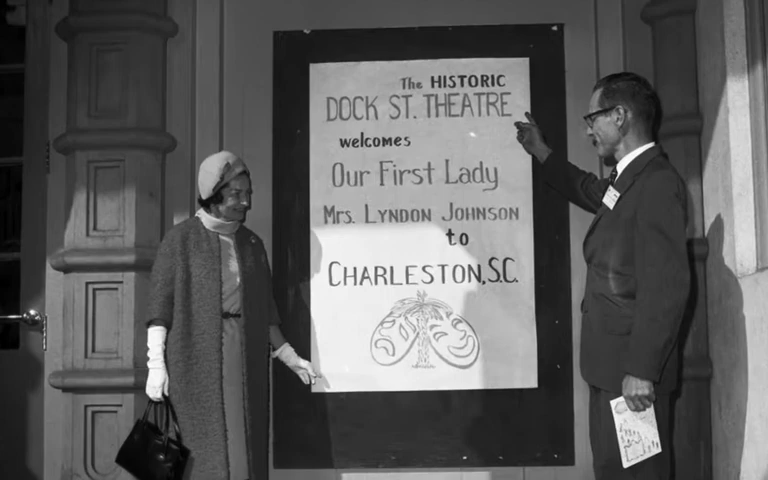 The HISTORIC
DOCK ST. THEATRE
welcomes
Our First Lady
Mrs. Lyndon Johnson
to
Charleston, S.C.